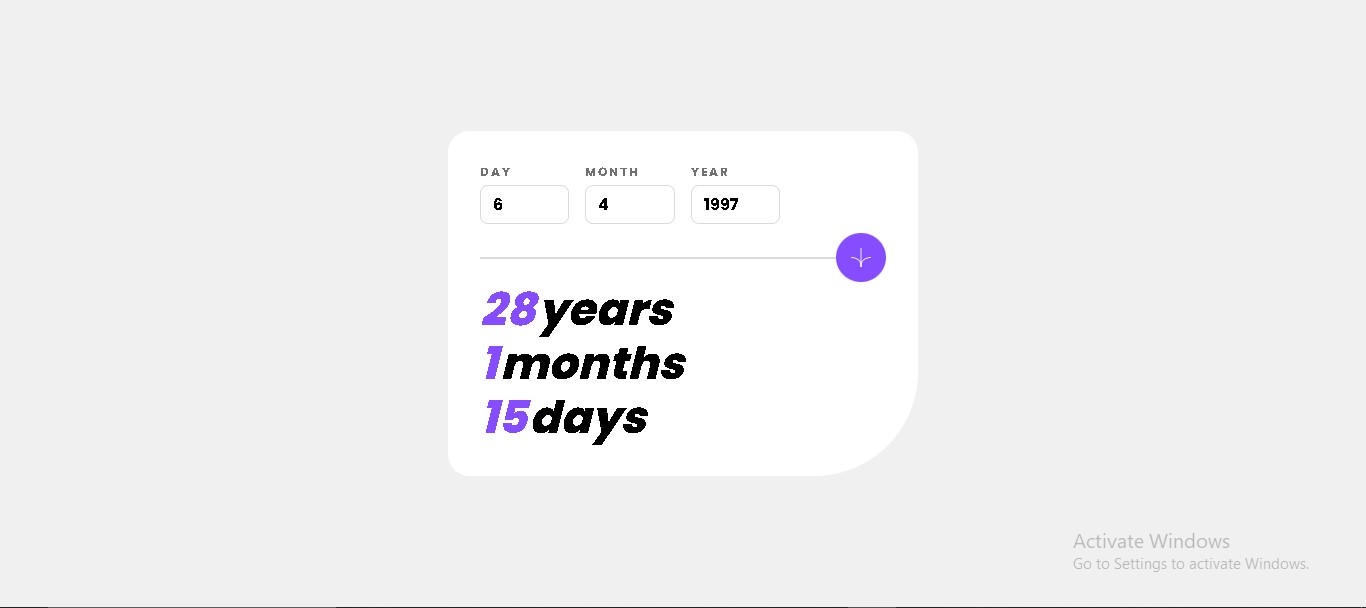 DAY MONTH YEAR
6 4 1997
28years
1months
15days
Activate Windows
Go to Settings to activate Windows.